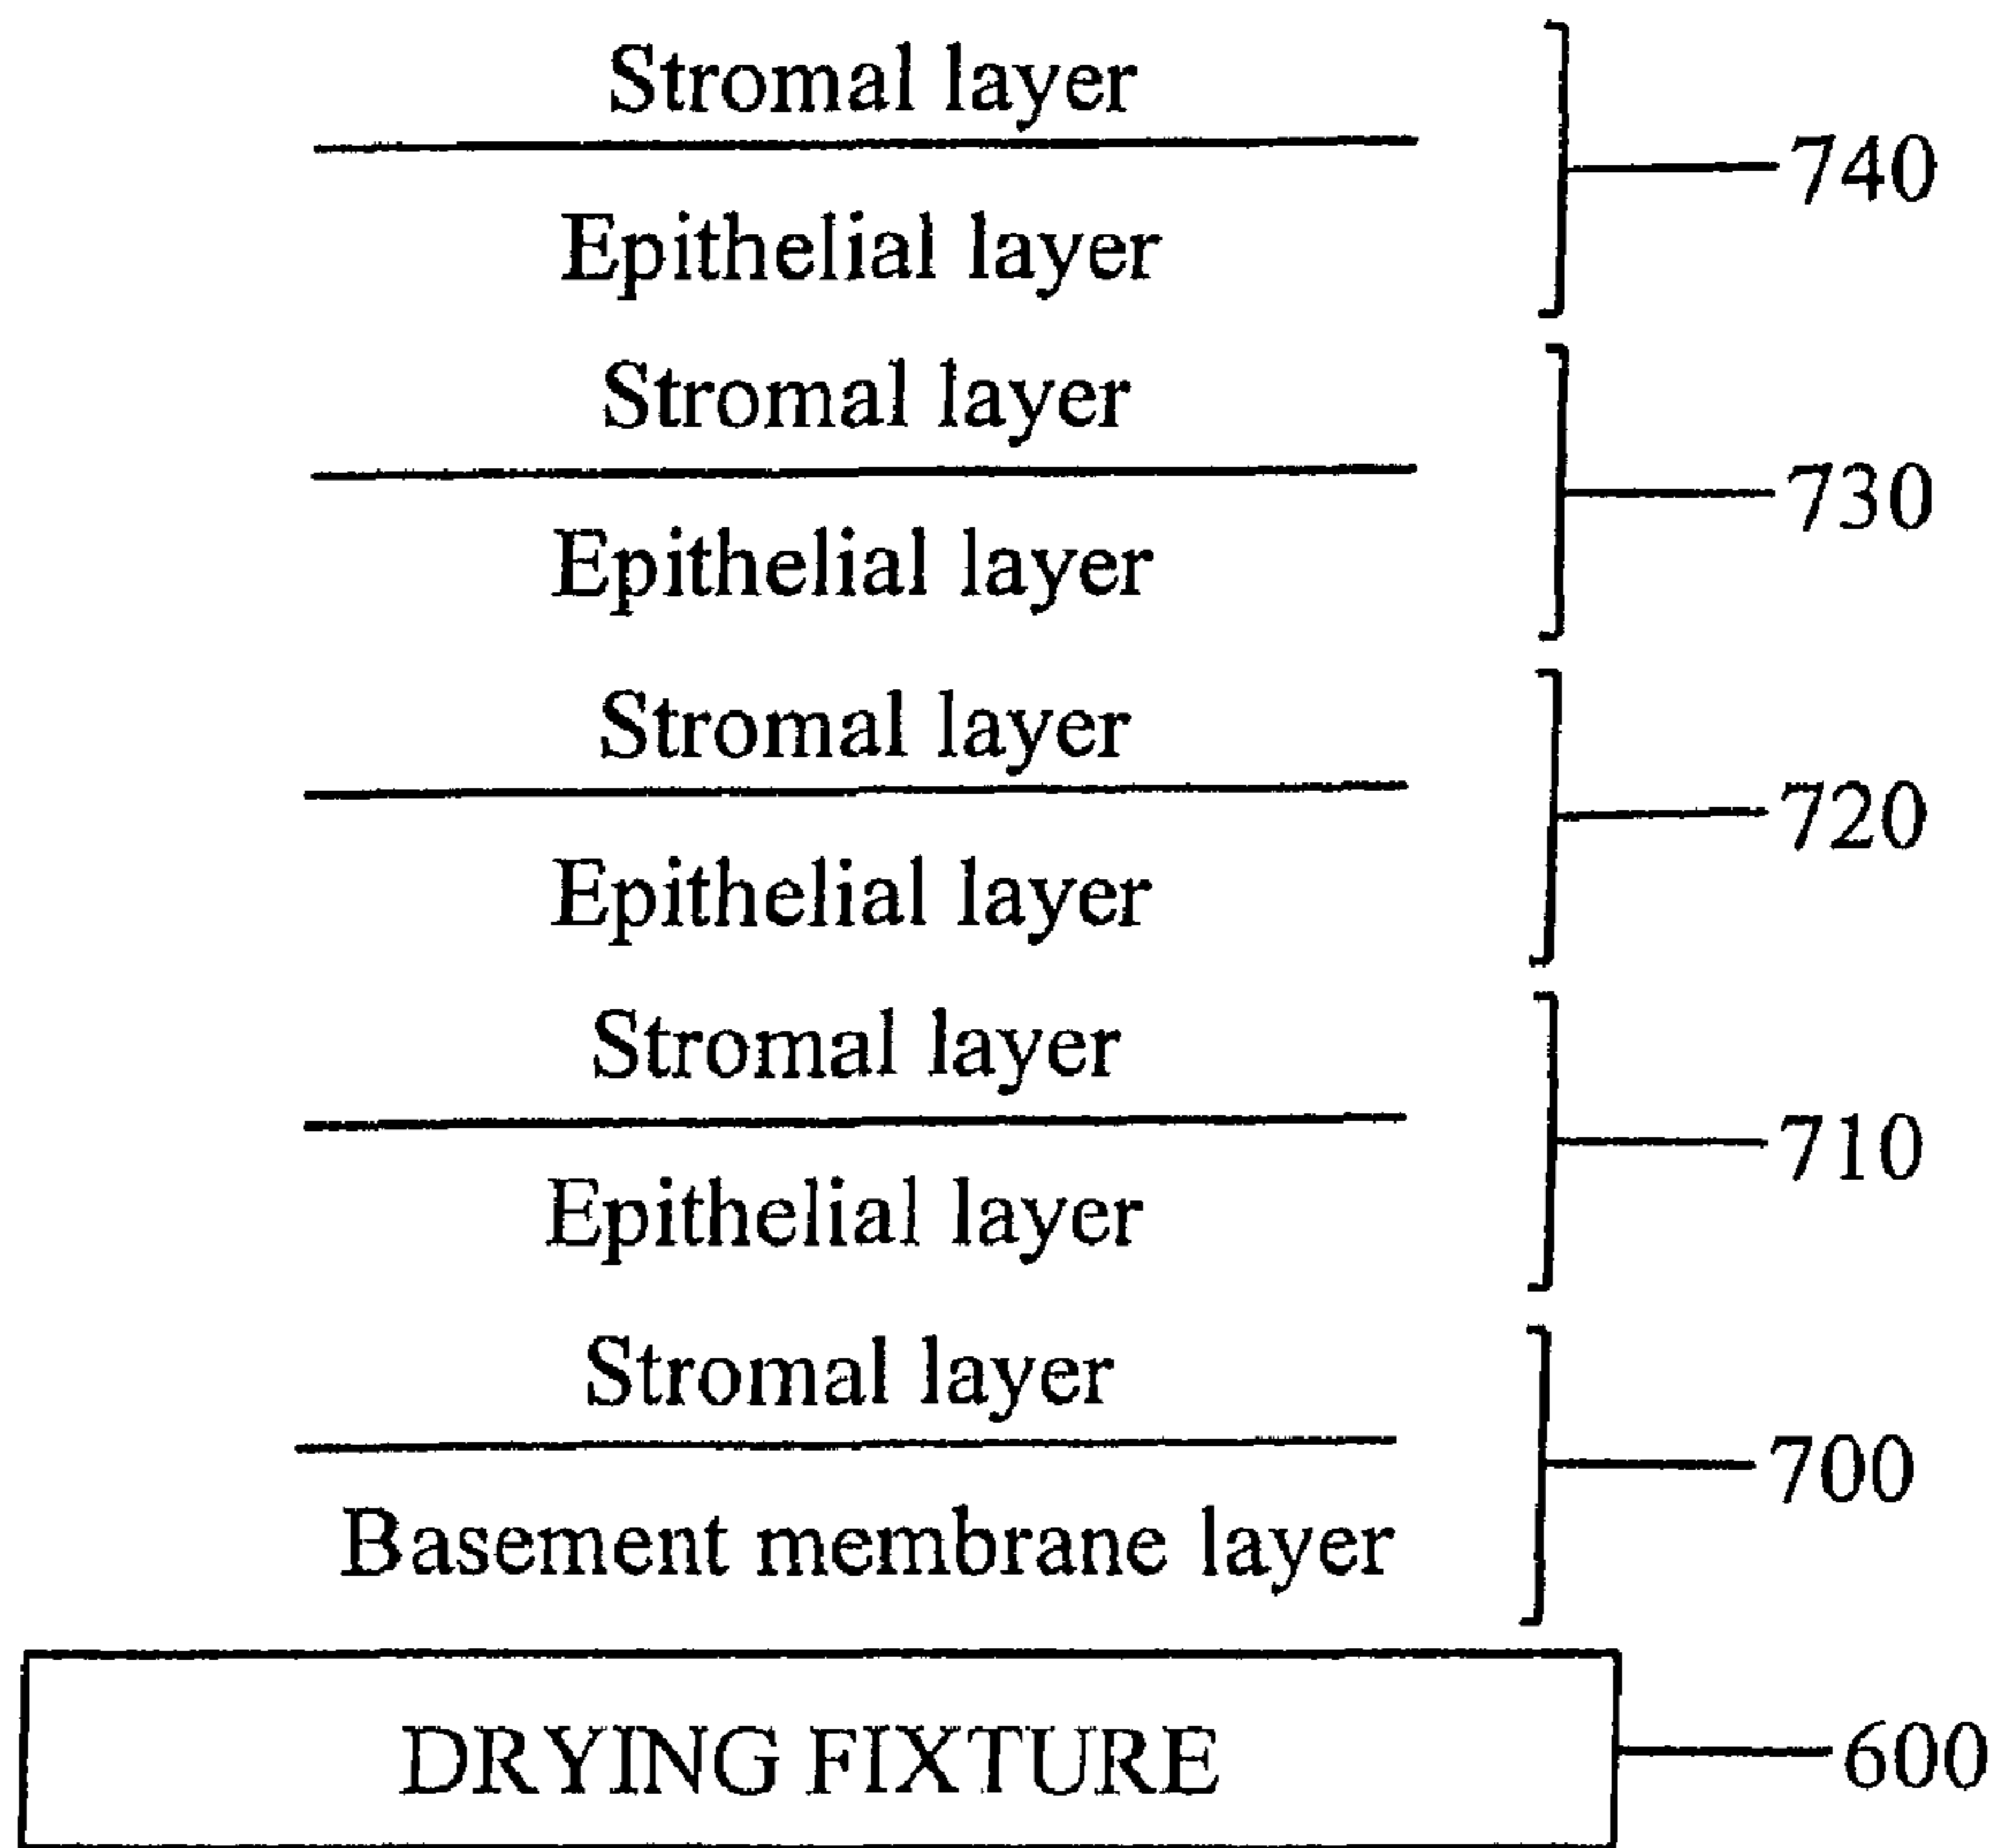 Stromal layer
740
Epithelial layer
Stromal layer
730
Epithelial layer
Stromal layer
720
Epithelial layer
Stromal layer
710
Epithelial layer
Stromal layer
700
Basement membrane layer
DRYING FIXTURE
600